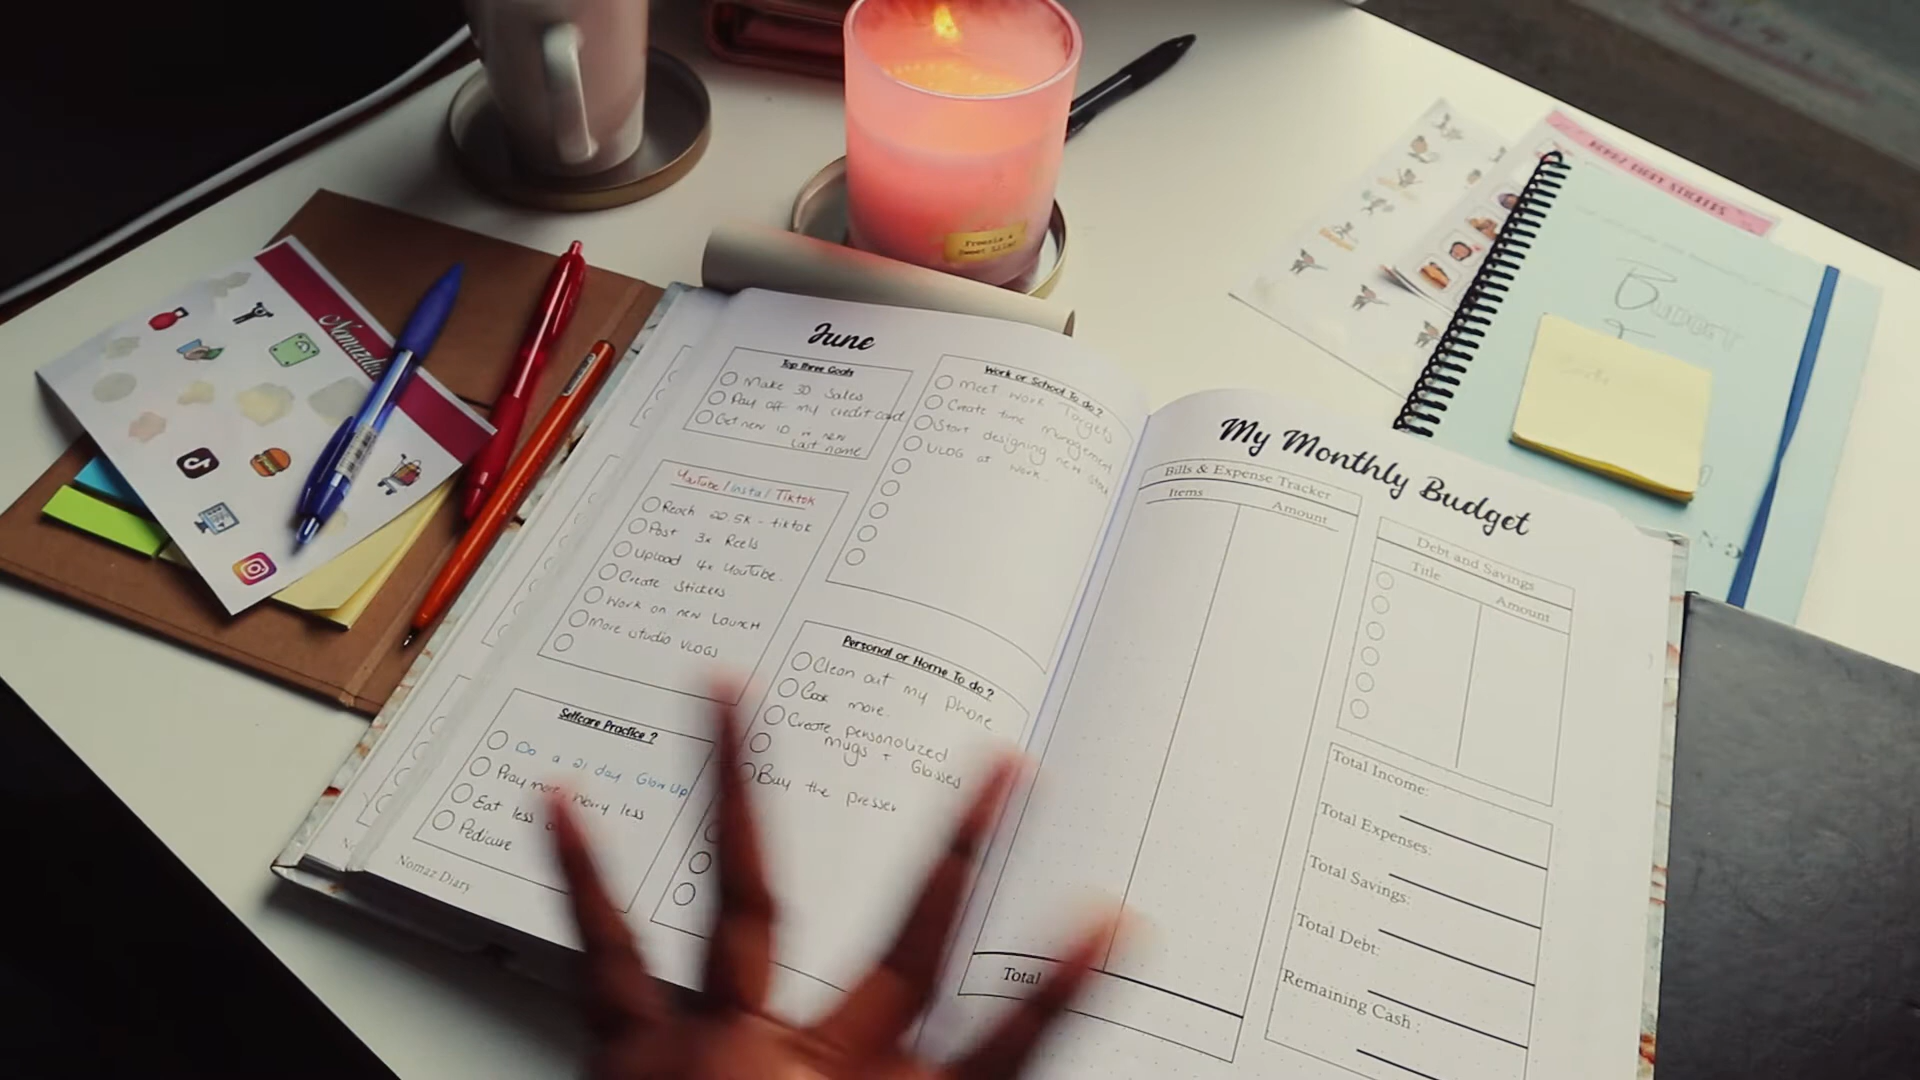 June
Top three Goals
Make 30 Sales
Pay off my credit card
Get new ID in new
last name
YouTube / Insta / Tiktok
Reach 22.5K - tiktok
Post 3x Reels
Upload 4x YouTube.
Create Stickers
Work on new Launch
More studio vlogs
Selfcare Practice ?
Do a 21 day Glow Up
Pray more worry less
Eat less
Pedicure
Nomaz Diary
Work or School To do?
Meet work Targets
Create time management
Start designing new
VLOG at work.
Personal or Home To do ?
Clean out my phone
Cook more.
Create personalized
mugs + Glasses
Buy the presser
My Monthly Budget
Bills & Expense Tracker
Items
Amount
Total
Debt and Savings
Title
Amount
Total Income:
Total Expenses:
Total Savings:
Total Debt:
Remaining Cash :
Freesia &
Budget